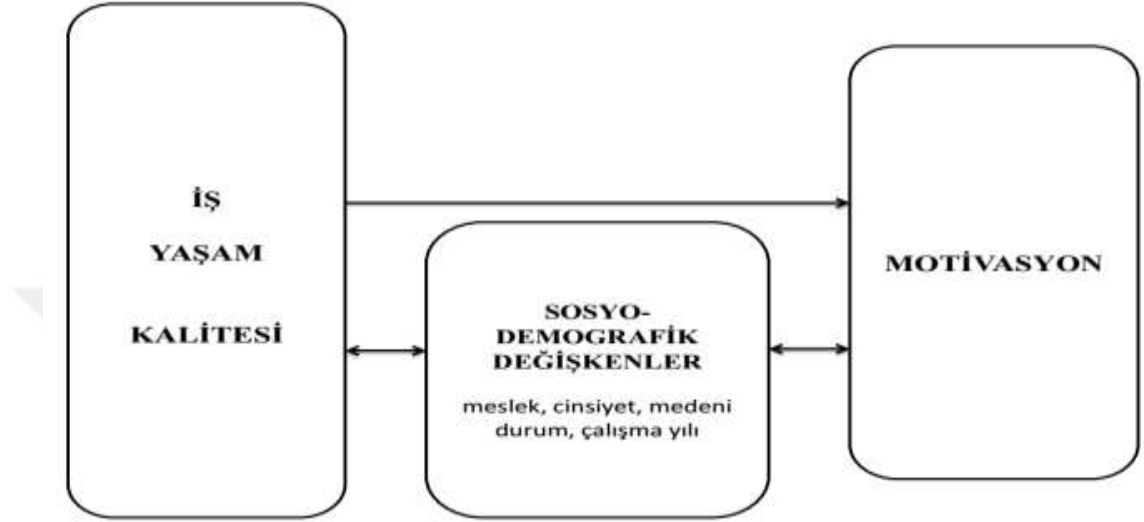 İŞ
YAŞAM
KALİTESİ
SOSYO-
DEMOGRAFİK
DEĞİŞKENLER
meslek, cinsiyet, medeni
durum, çalışma yılı
MOTİVASYON